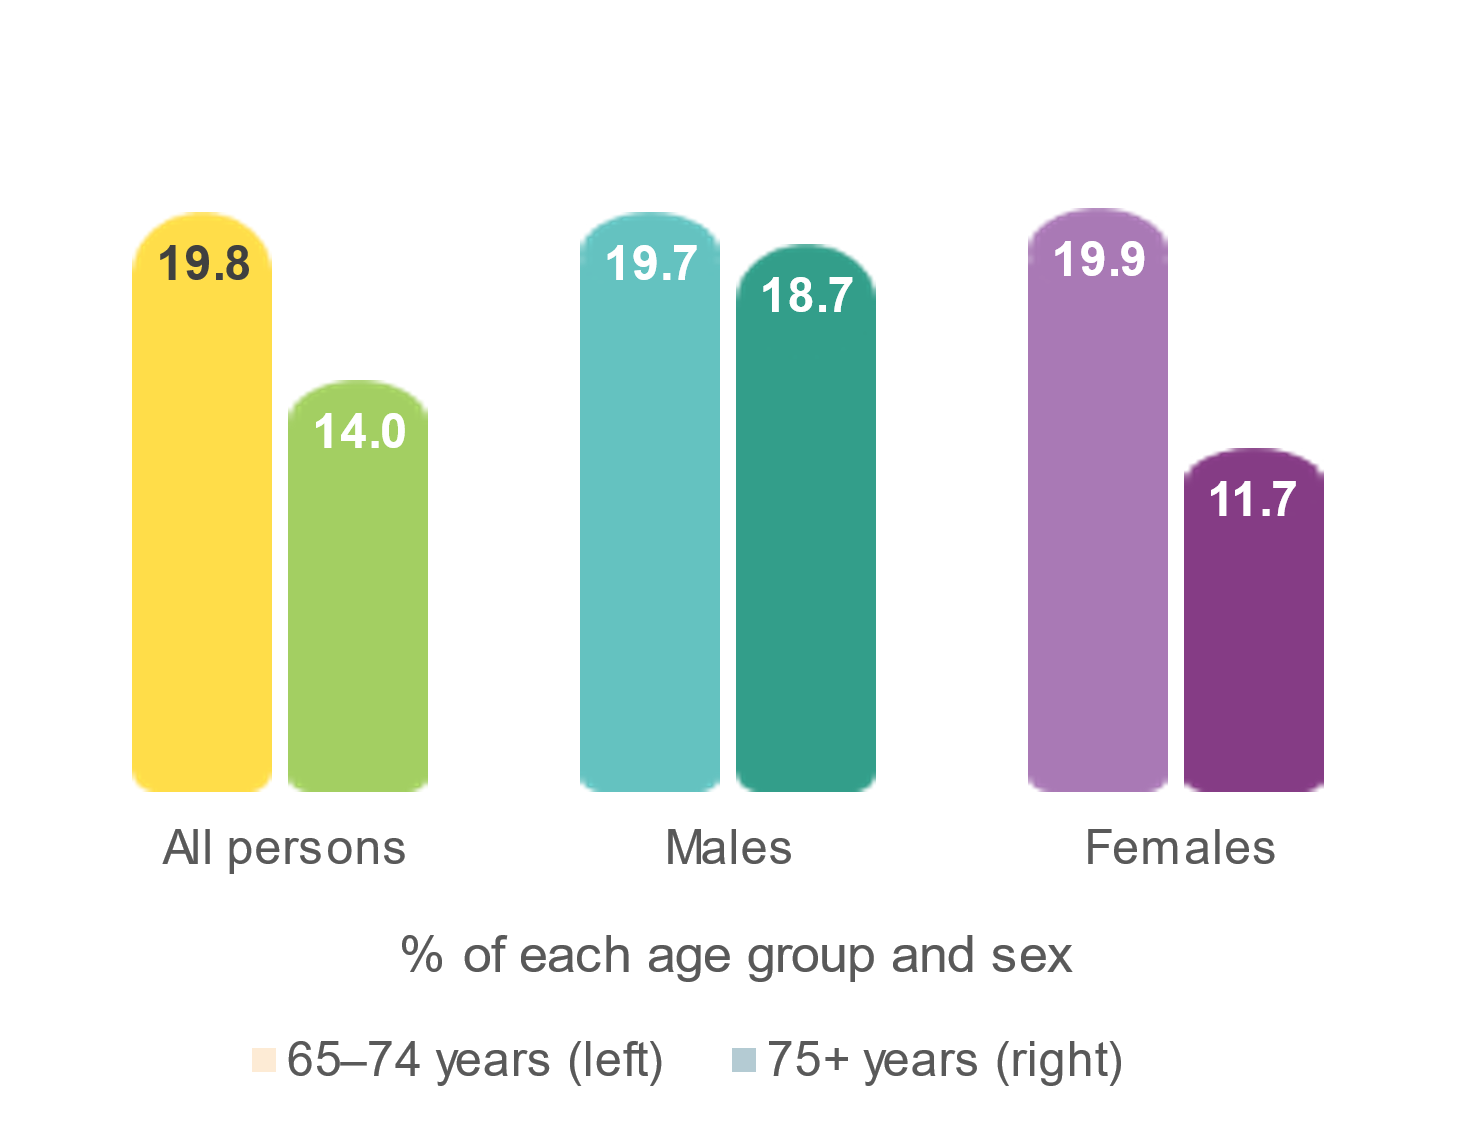 19.8
14.0
19.7
18.7
19.9
11.7
All persons
Males
Females
% of each age group and sex
65–74 years (left)
75+ years (right)